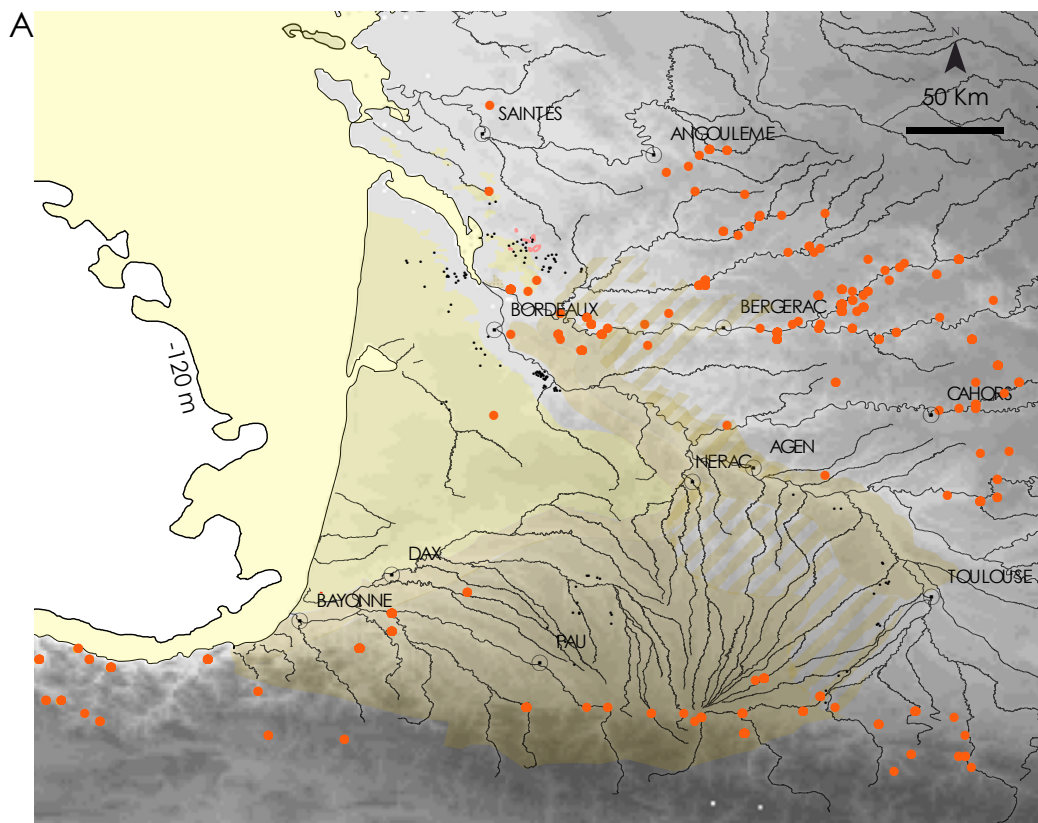 A
N
50 Km
SAINTES
ANGOULEME
BORDEAUX
BERGERAC
-120 m
CAHORS
AGEN
NERAC
DAX
TOULOUSE
BAYONNE
PAU